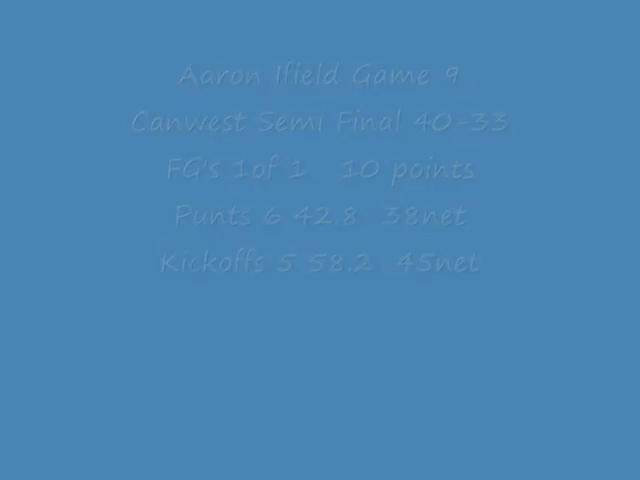 Aaron Ifield Game 9
Canwest Semi Final 40-33
FG's 1of 1 10 points
Punts 6 42.8 38net
Kickoffs 5 58.2 45net